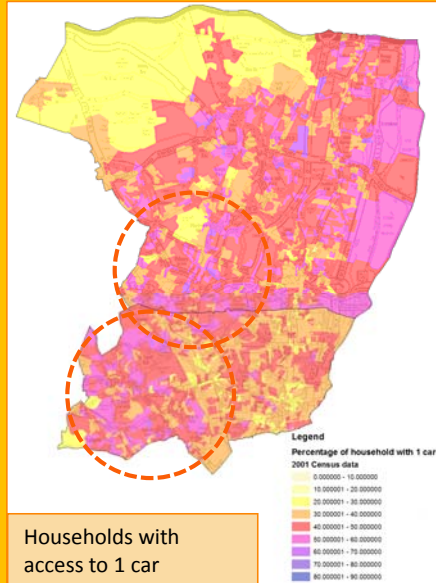 Legend
Percentage of household with 1 car
2001 Census data
0.000000 - 10.000000
10.000001 - 20.000000
20.000001 - 30.000000
30.000001 - 40.000000
40.000001 - 50.000000
50.000001 - 60.000000
60.000001 - 70.000000
70.000001 - 80.000000
80.000001 - 90.000000
Households with
access to 1 car